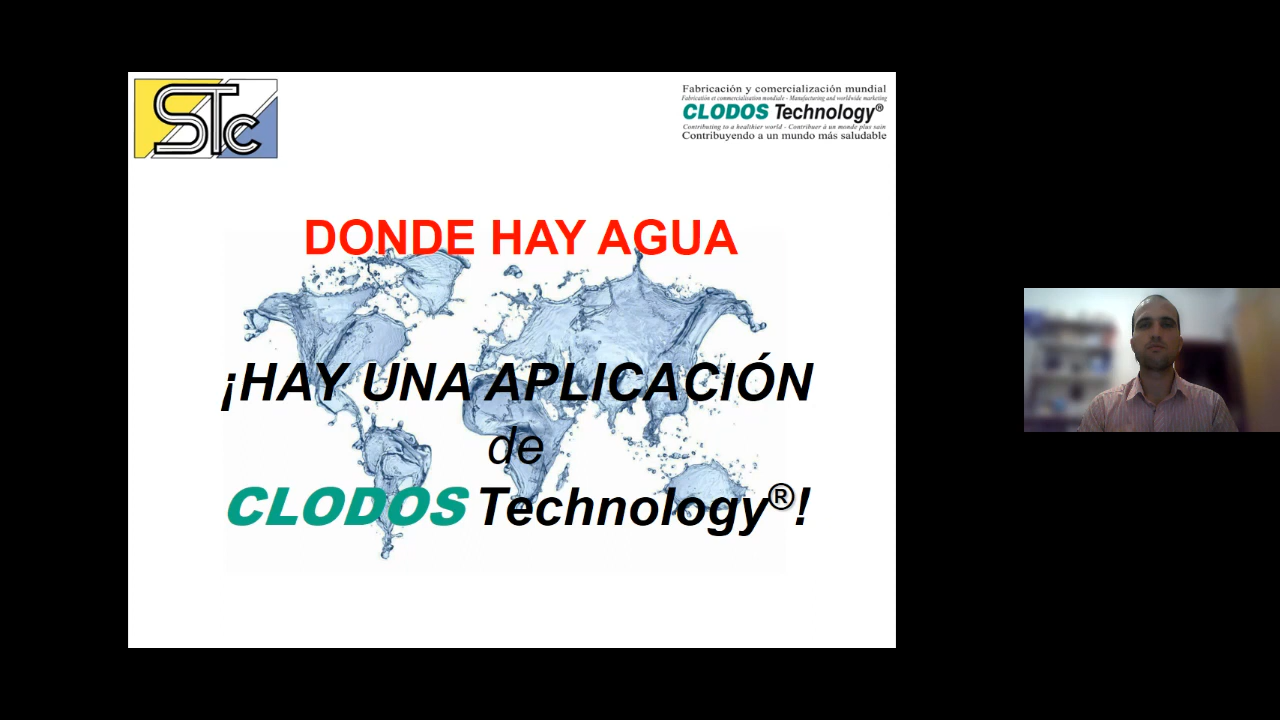 STc
Fabricación y comercialización mundial
Fabrication et commercialisation mondiale - Manufacturing and worldwide marketing
CLODOS Technology®
Contributing to a healthier world - Contribuer à un monde plus sain
Contribuyendo a un mundo más saludable
DONDE HAY AGUA
¡HAY UNA APLICACIÓN
de
CLODOS Technology®!